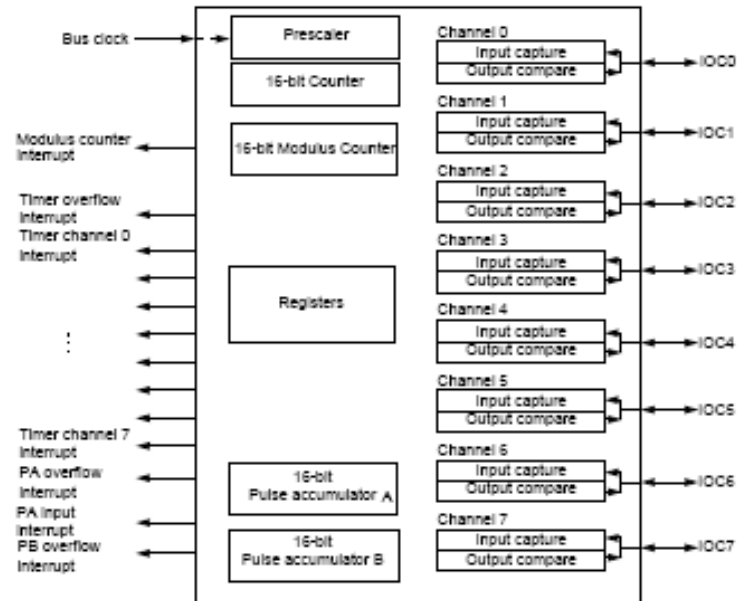 Bus clock
Prescaler
16-bit Counter
Modulus counter
Interrupt
16-bit Modulus Counter
Timer overflow
Interrupt
Timer channel 0
Interrupt
Registers
⋮
Timer channel 7
Interrupt
PA overflow
Interrupt
PA Input
Interrupt
PB overflow
Interrupt
16-bit
Pulse accumulator A
16-bit
Pulse accumulator B
Channel 0
Input capture
Output compare
IOC0
Channel 1
Input capture
Output compare
IOC1
Channel 2
Input capture
Output compare
IOC2
Channel 3
Input capture
Output compare
IOC3
Channel 4
Input capture
Output compare
IOC4
Channel 5
Input capture
Output compare
IOC5
Channel 6
Input capture
Output compare
IOC6
Channel 7
Input capture
Output compare
IOC7